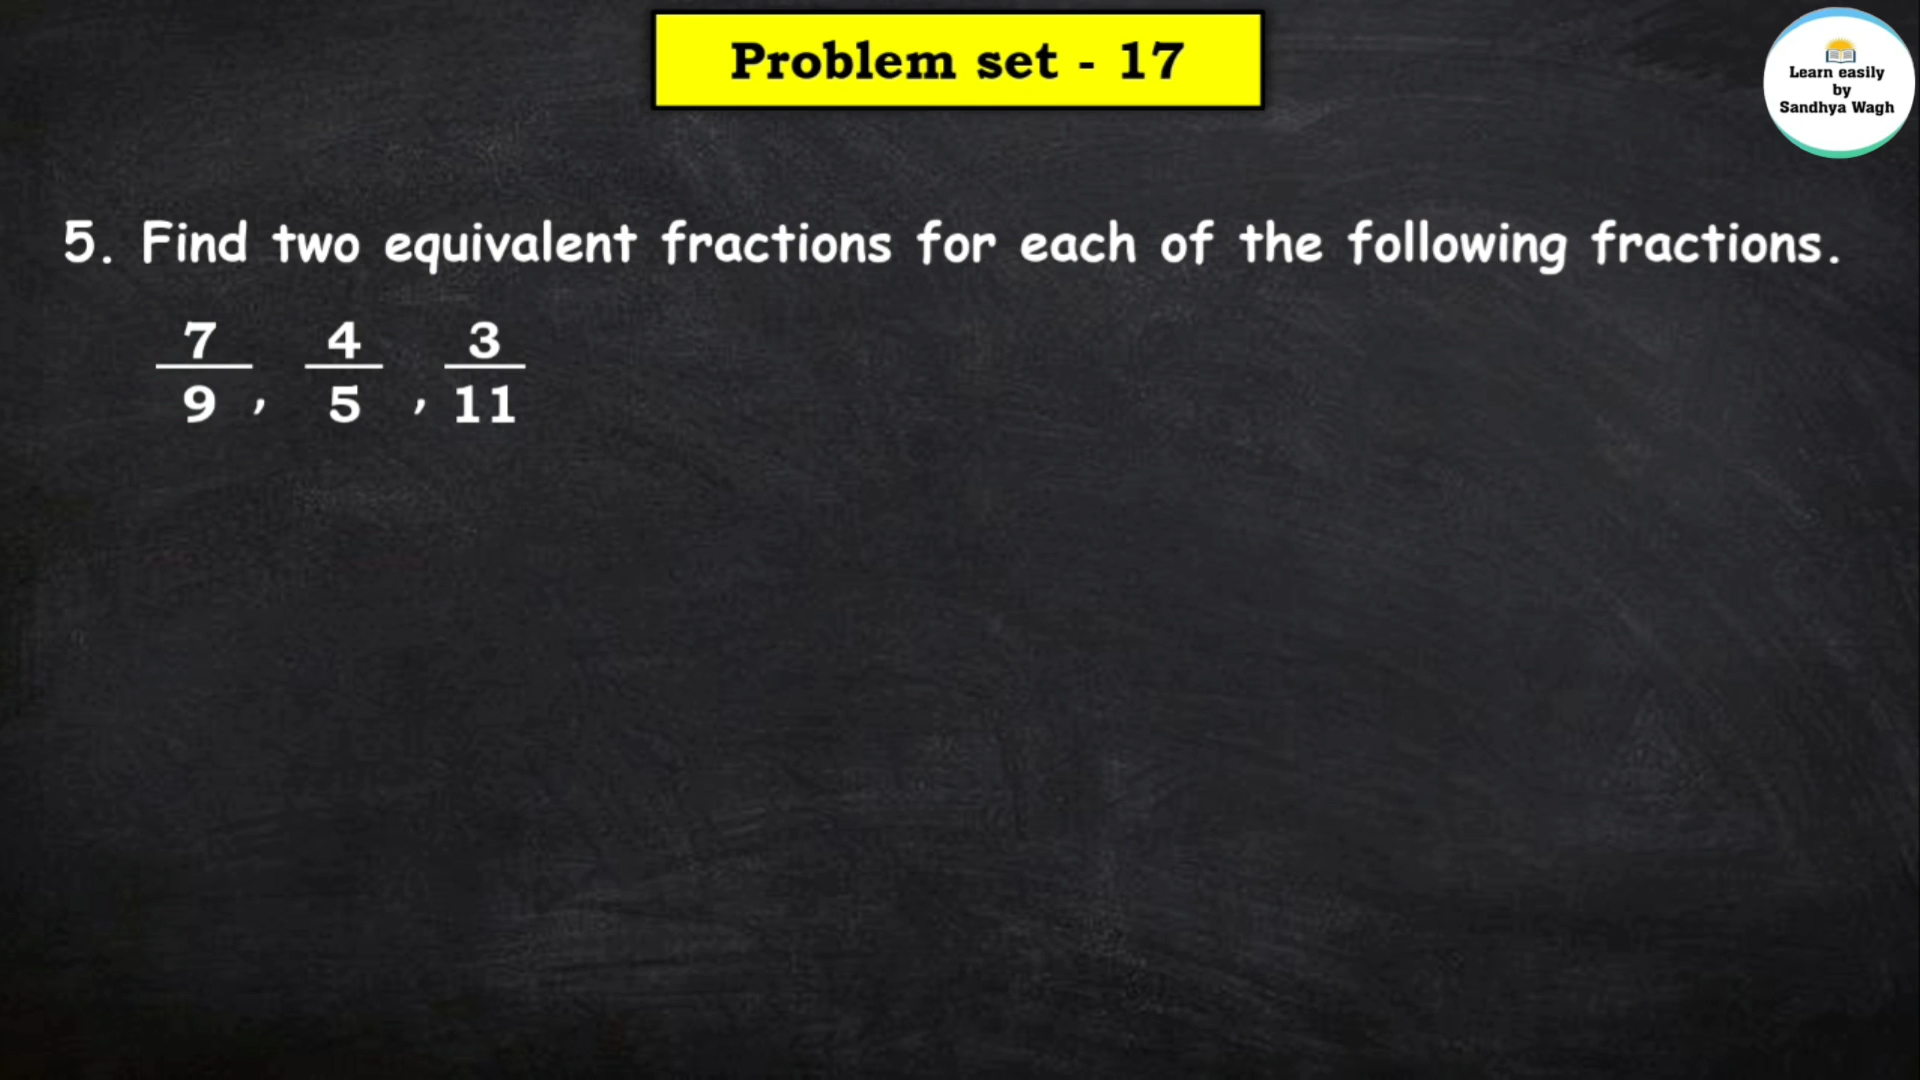 Problem set - 17
Learn easily
by
Sandhya Wagh
5. Find two equivalent fractions for each of the following fractions.
7/9, 4/5, 3/11